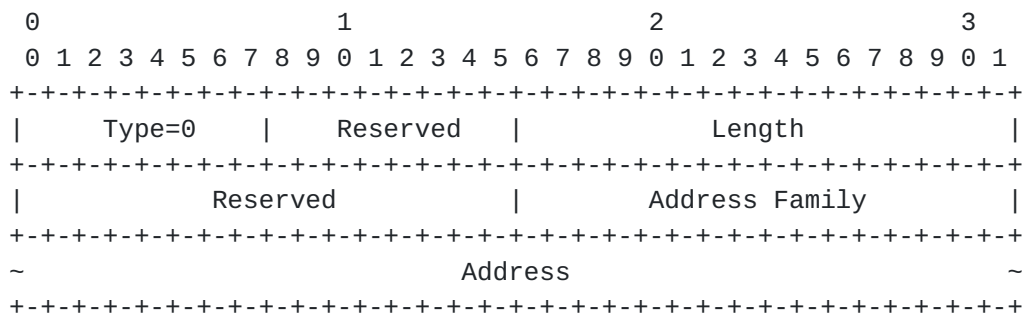 0                   1                   2                   3
 0 1 2 3 4 5 6 7 8 9 0 1 2 3 4 5 6 7 8 9 0 1 2 3 4 5 6 7 8 9 0 1
+-+-+-+-+-+-+-+-+-+-+-+-+-+-+-+-+-+-+-+-+-+-+-+-+-+-+-+-+-+-+-+-+
|     Type=0    |    Reserved   |            Length             |
+-+-+-+-+-+-+-+-+-+-+-+-+-+-+-+-+-+-+-+-+-+-+-+-+-+-+-+-+-+-+-+-+
|            Reserved           |        Address Family         |
+-+-+-+-+-+-+-+-+-+-+-+-+-+-+-+-+-+-+-+-+-+-+-+-+-+-+-+-+-+-+-+-+
~                            Address                            ~
+-+-+-+-+-+-+-+-+-+-+-+-+-+-+-+-+-+-+-+-+-+-+-+-+-+-+-+-+-+-+-+-+